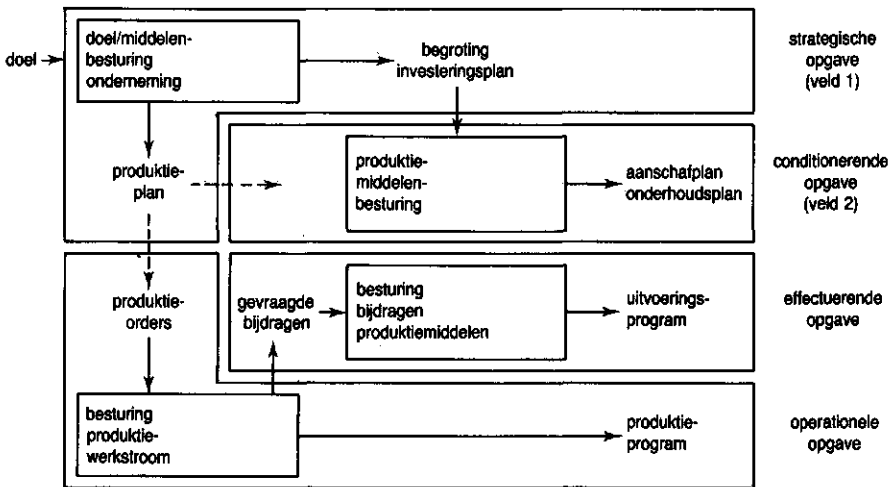 doel
doel/middelen-
besturing
onderneming
begroting
investeringsplan
strategische
opgave
(veld 1)
produktie-
plan
produktie-
middelen-
besturing
aanschafplan
onderhoudsplan
conditionerende
opgave
(veld 2)
produktie-
orders
gevraagde
bijdragen
besturing
bijdragen
produktiemiddelen
uitvoerings-
program
effectuerende
opgave
besturing
produktie-
werkstroom
produktie-
program
operationele
opgave